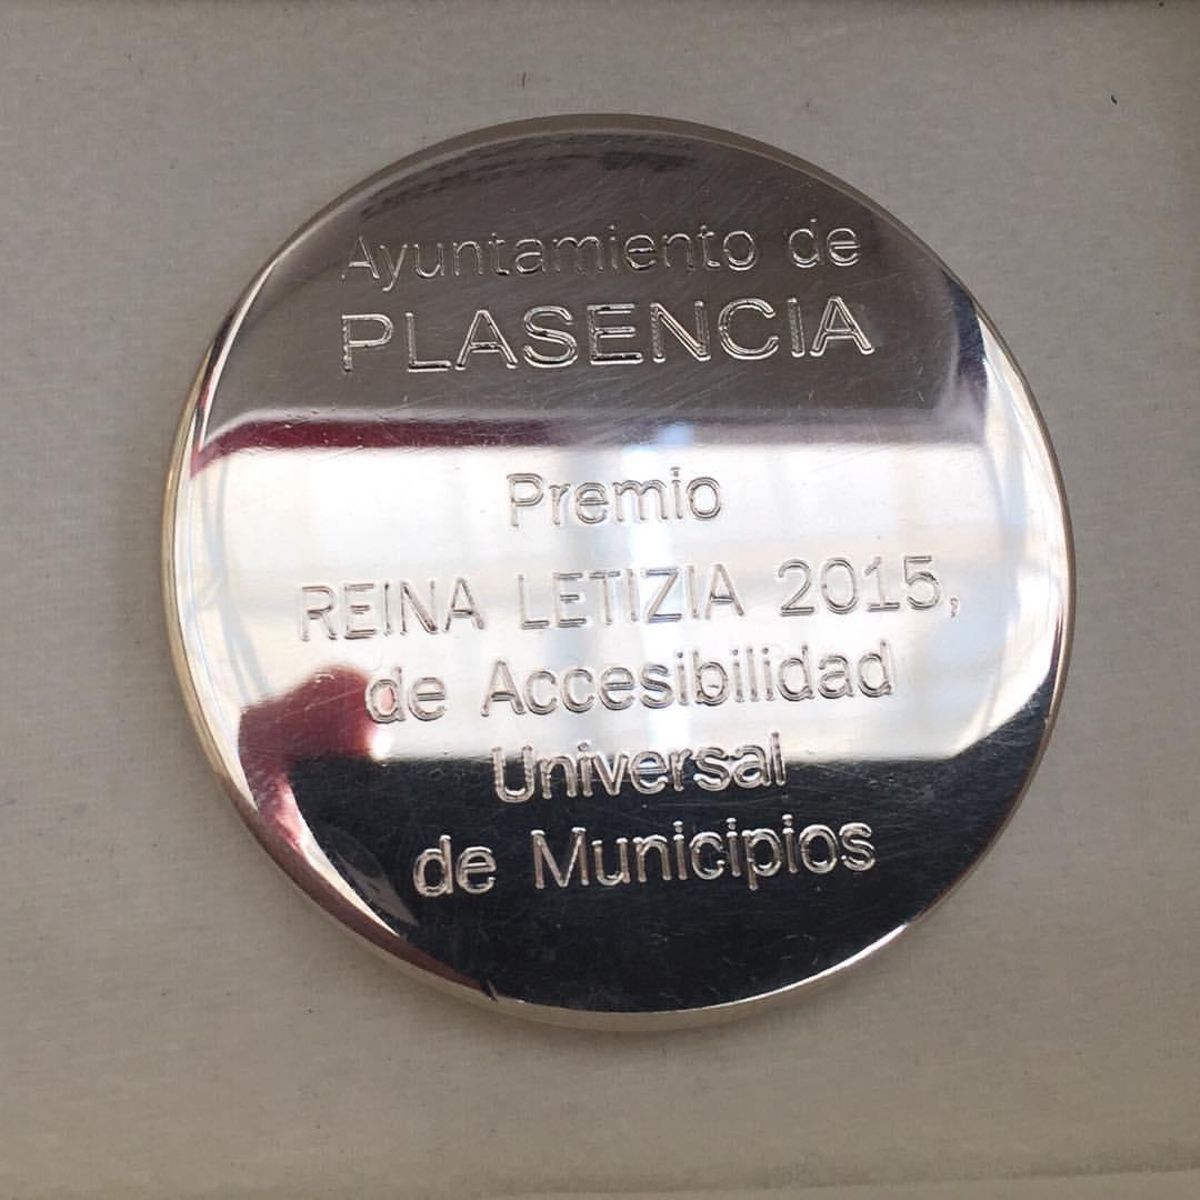 Ayuntamiento de
PLASENCIA
Premio
REINA LETIZIA 2015,
de Accesibilidad
Universal
de Municipios